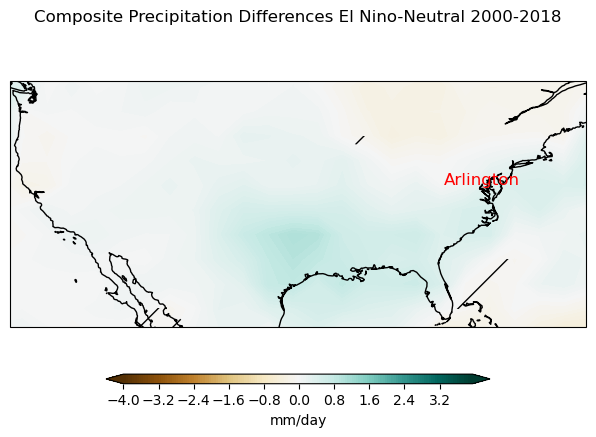 Composite Precipitation Differences El Nino-Neutral 2000-2018
Arlington
−4.0 −3.2 −2.4 −1.6 −0.8 0.0 0.8 1.6 2.4 3.2
mm/day